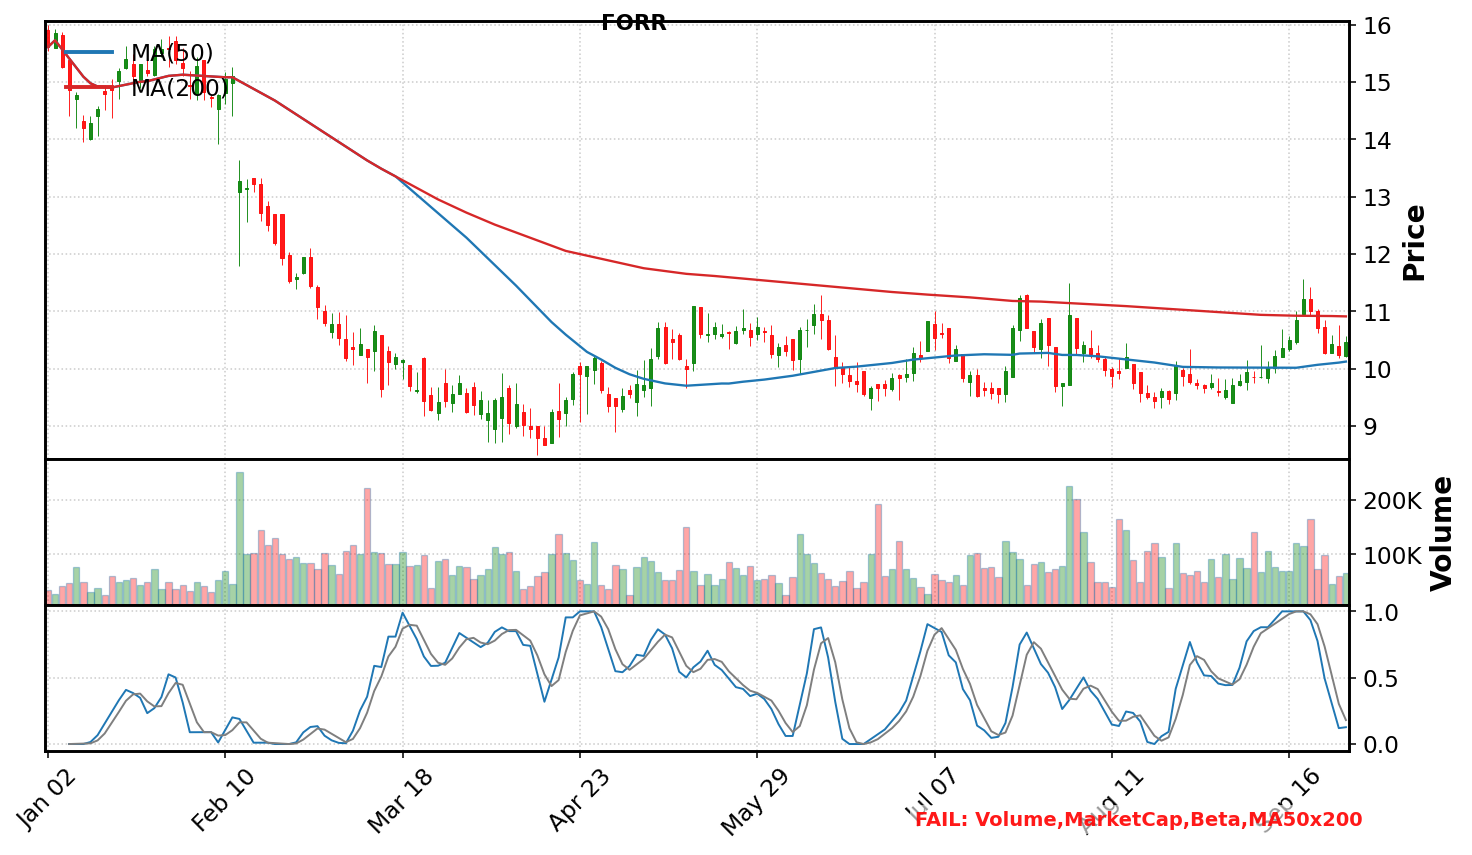 FORR
MA(50)
MA(200)
16
15
14
13
12
11
10
9
Price
200K
100K
Volume
1.0
0.5
0.0
Jan 02
Feb 10
Mar 18
Apr 23
May 29
Jul 07
Aug 11
Sep 16
FAIL: Volume,MarketCap,Beta,MA50x200